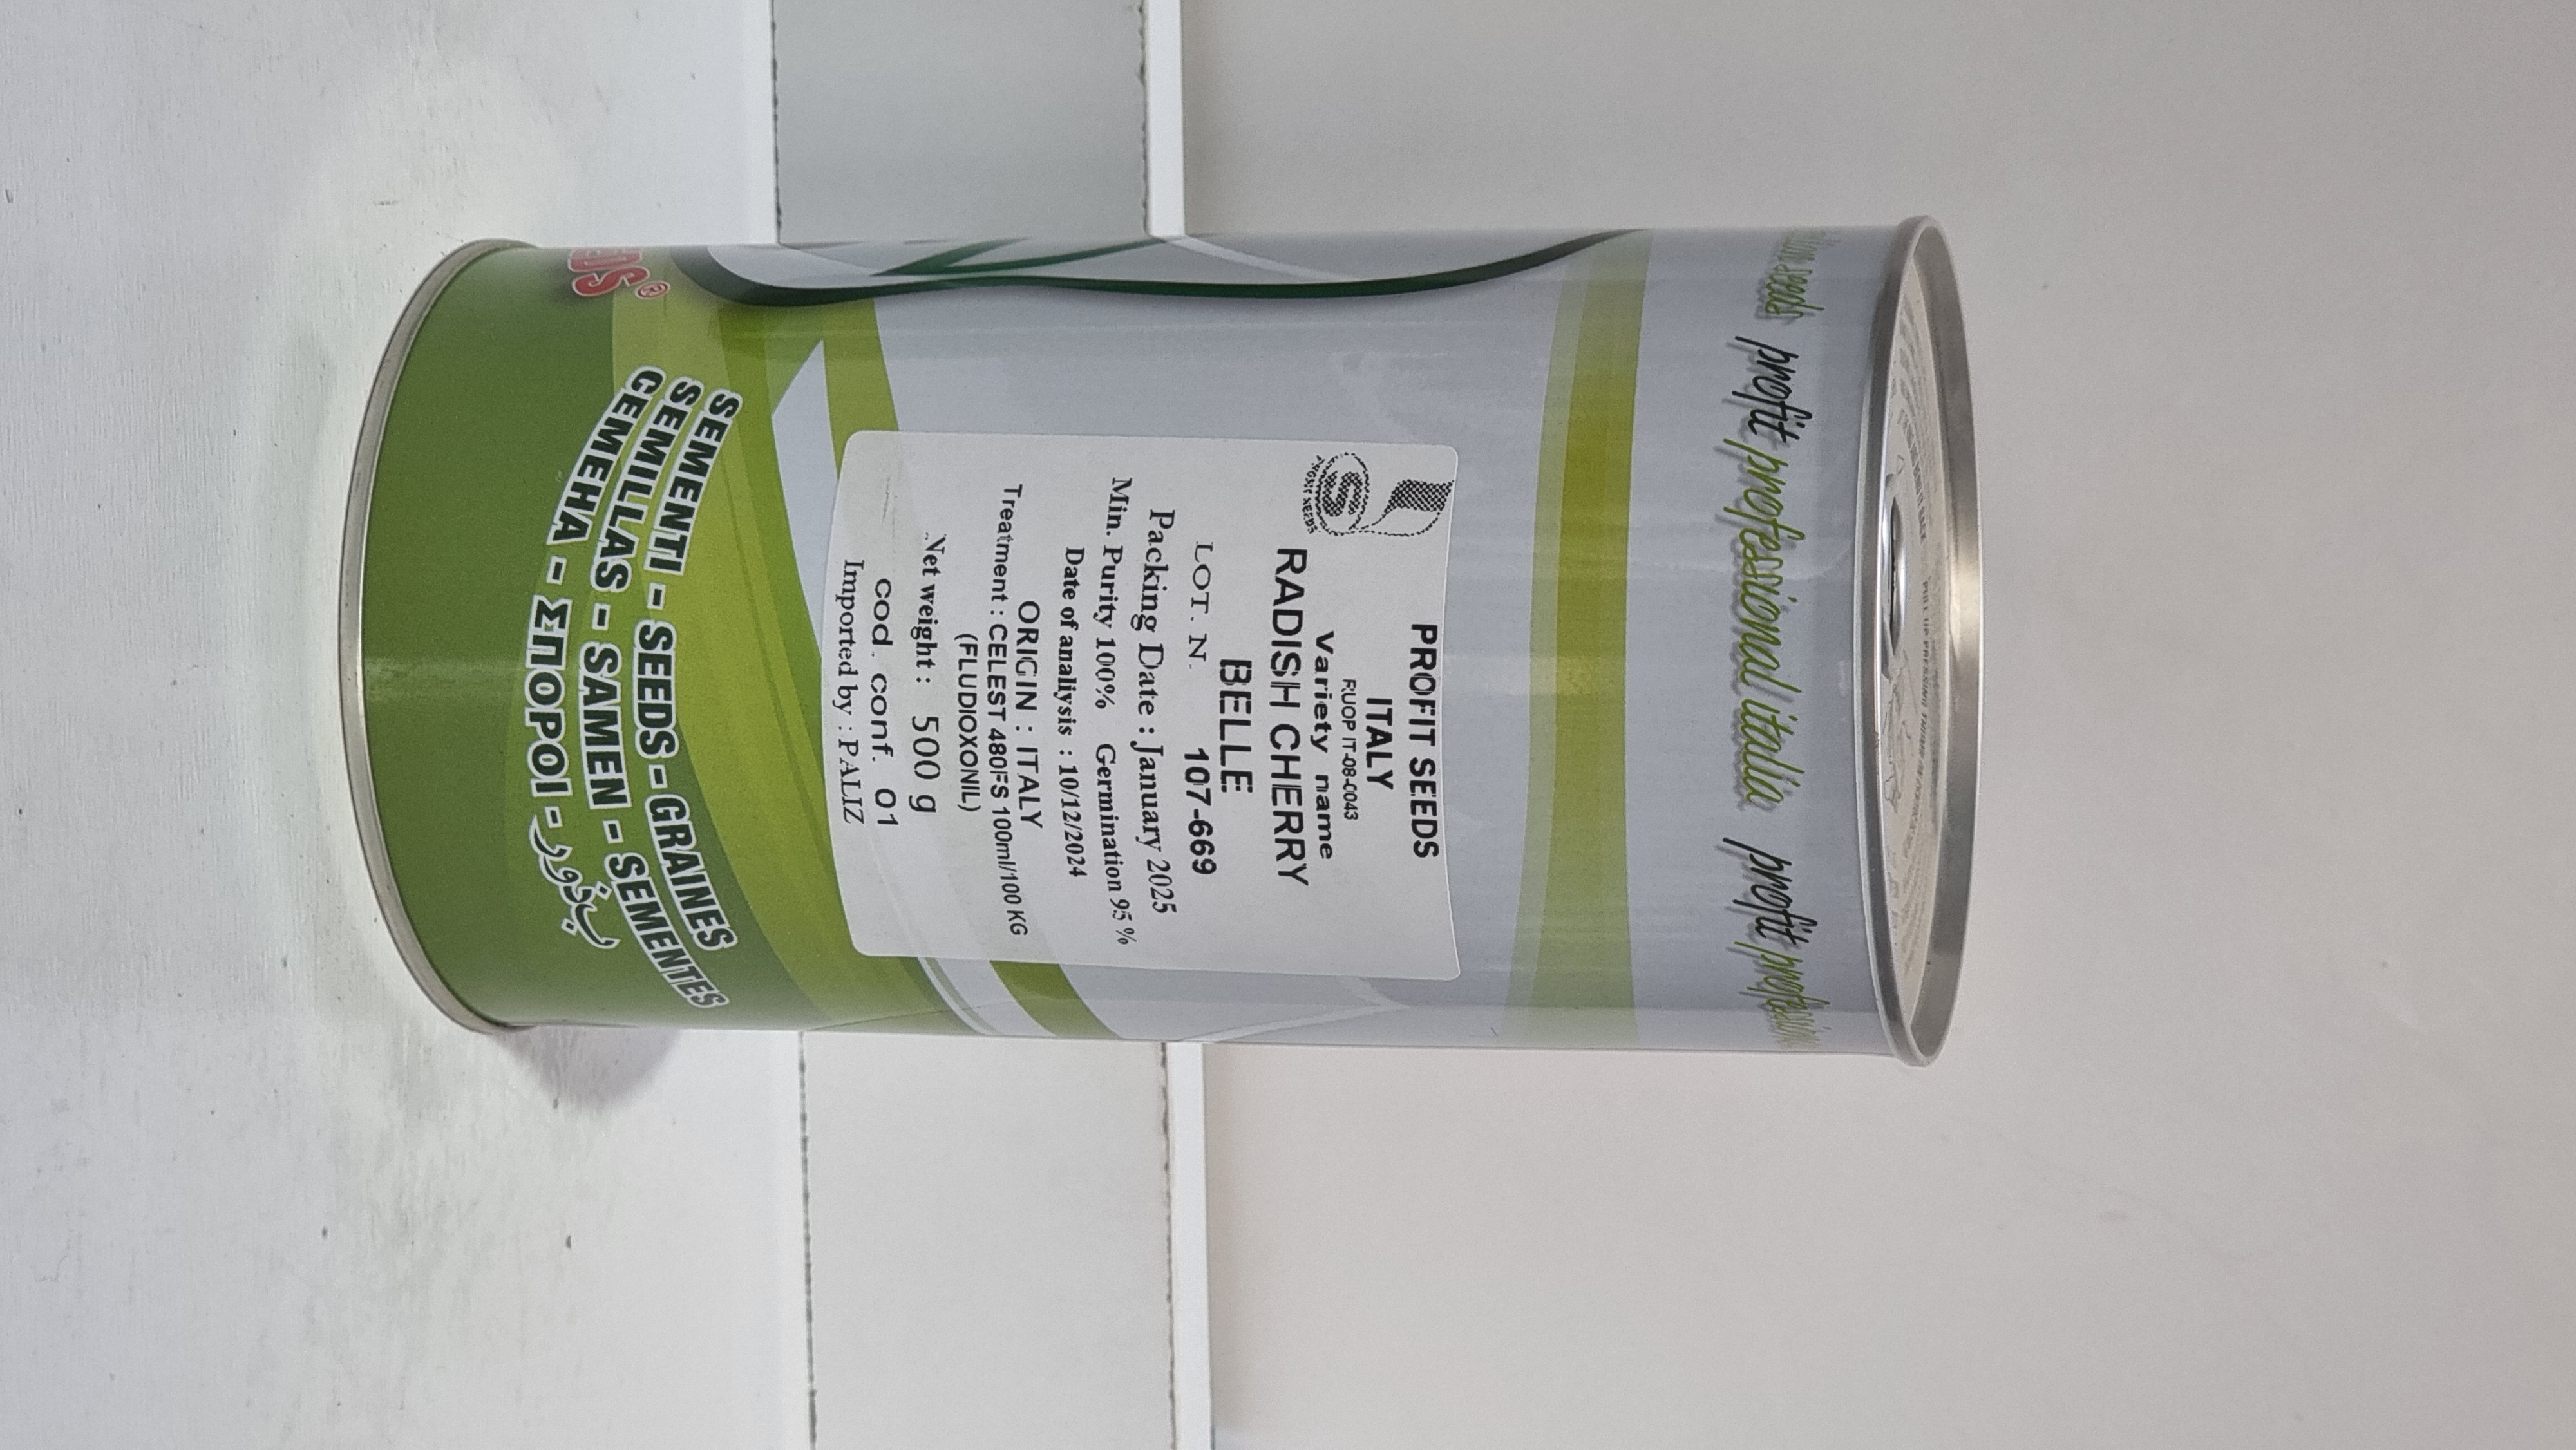 profit professional italia profit
PROFIT SEEDS
ITALY
RUOP IT-08-0043
Variety name
RADISH CHERRY
BELLE
LOT. N. 107-669
Packing Date : January 2025
Min. Purity 100% Germination 95 %
Date of analiysis : 10/12/2024
ORIGIN : ITALY
Treatment : CELEST 480FS 100ml/100 KG
(FLUDIOXONIL)
Net weight : 500 g
cod. conf. 01
Imported by : PALIZ
SEMENTI - SEEDS - GRAINES
SEMILLAS - SAMEN - SEMENTES
СЕМЕНА - ΣΠΟΡΟΙ - بذور